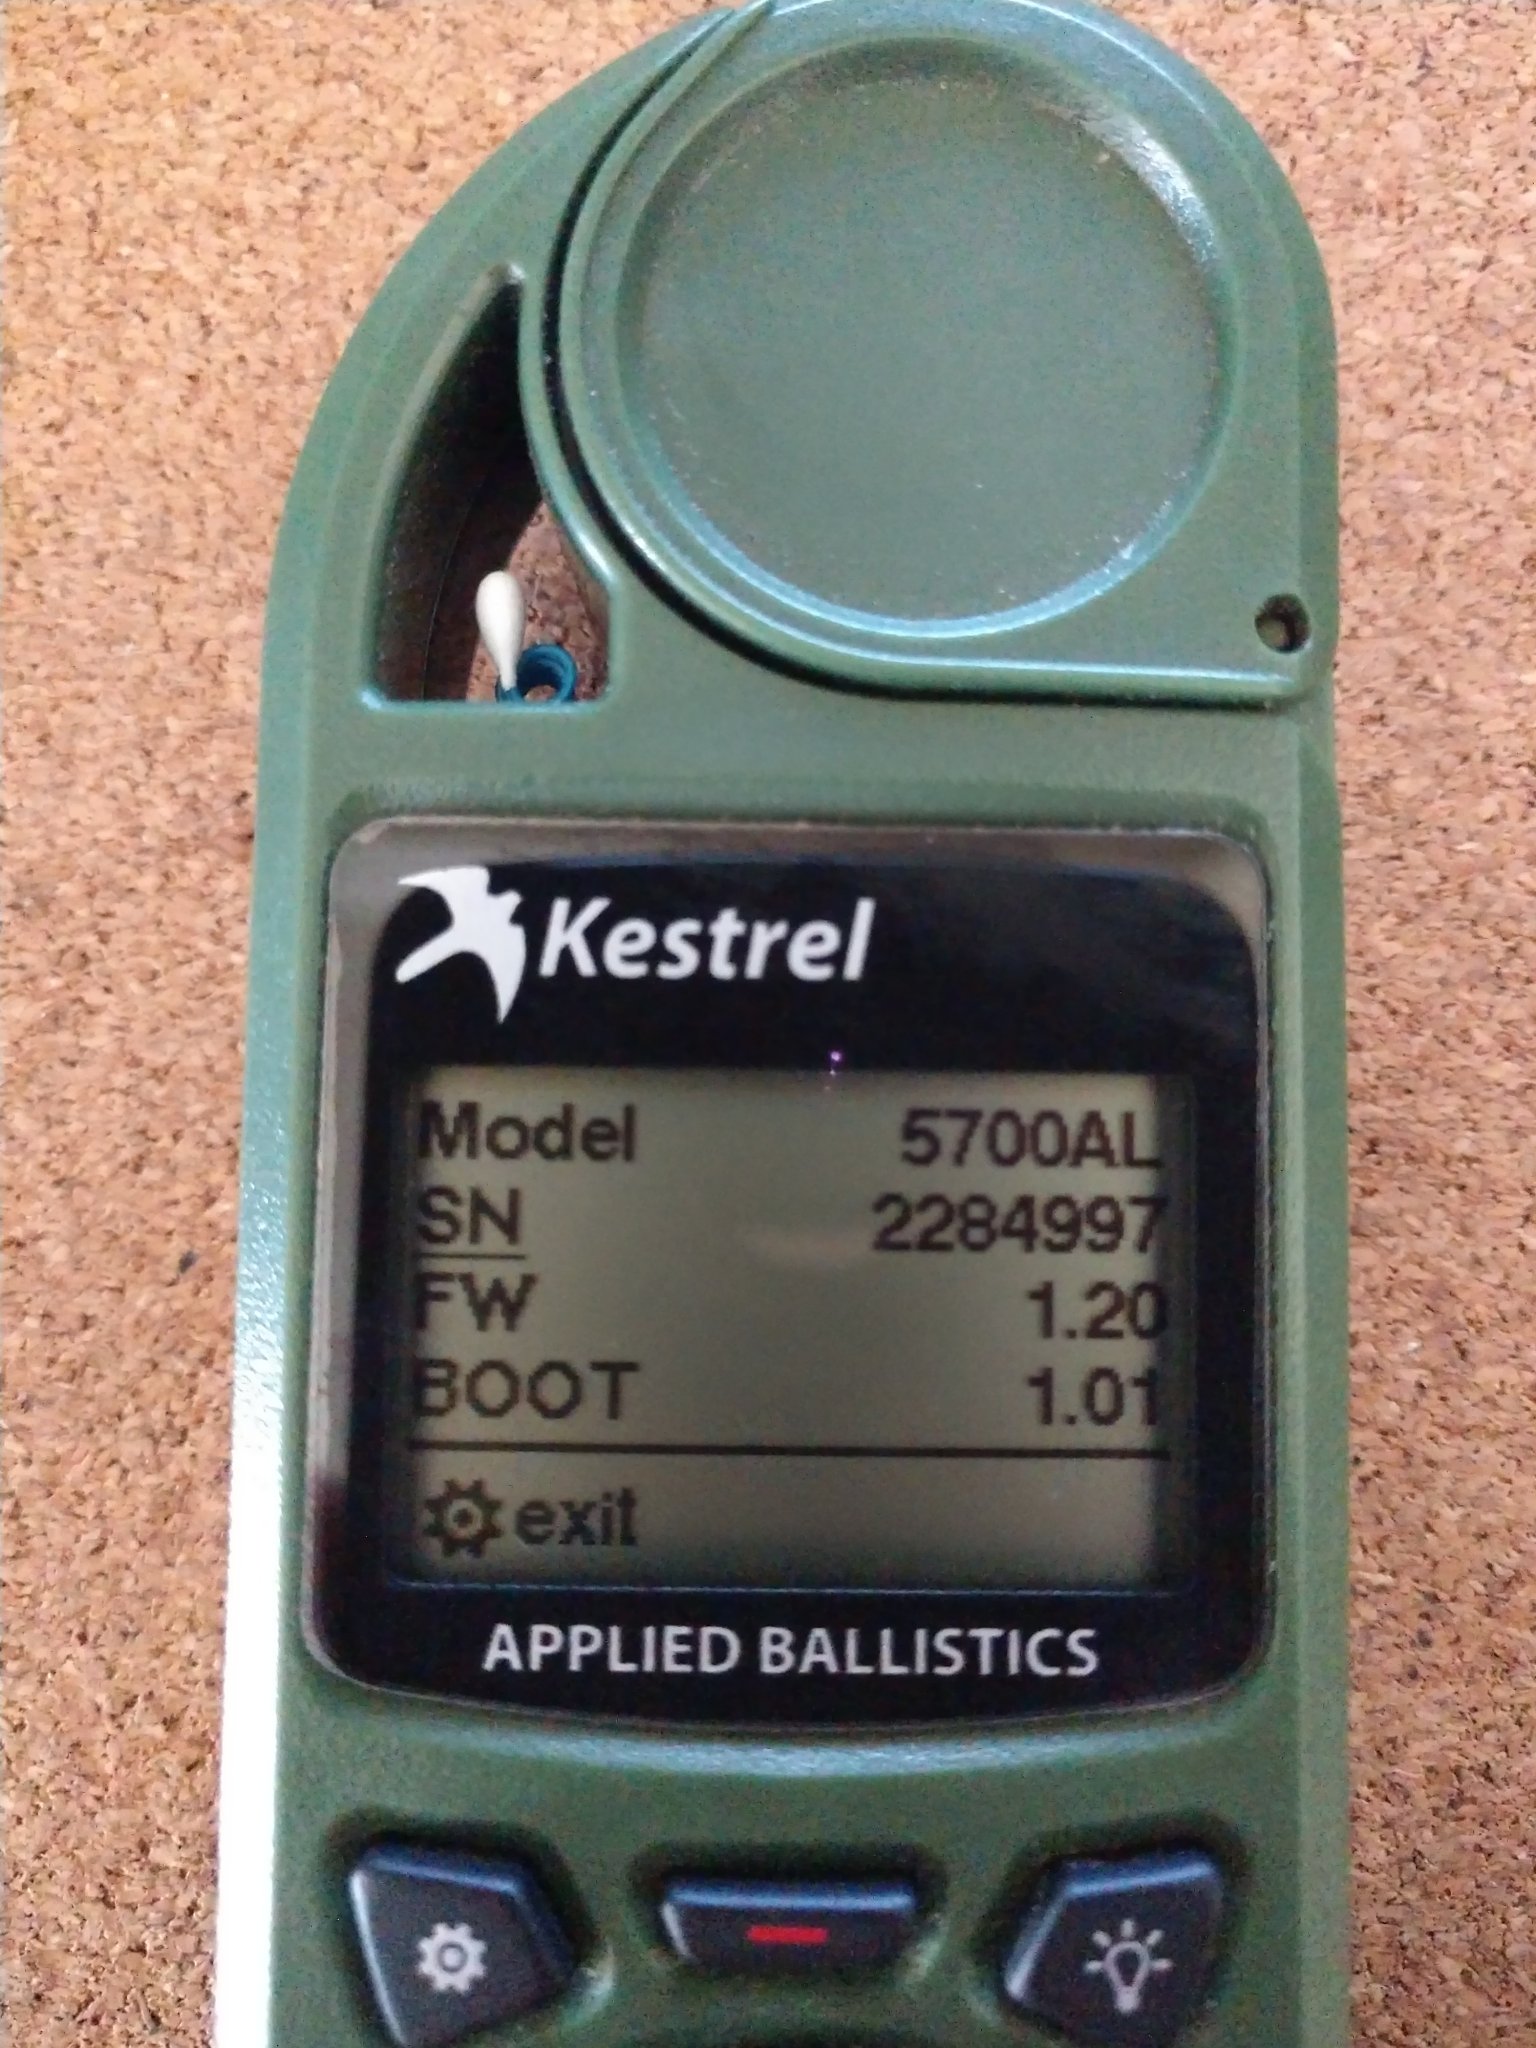 Kestrel
Model 5700AL
SN 2284997
FW 1.20
BOOT 1.01
exit
APPLIED BALLISTICS